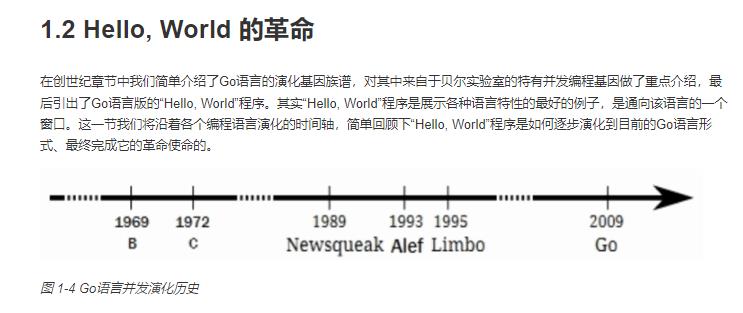 1.2 Hello, World 的革命
在创世纪章节中我们简单介绍了Go语言的演化基因族谱，对其中来自于贝尔实验室的特有并发编程基因做了重点介绍，最
后引出了Go语言版的“Hello, World”程序。其实“Hello, World”程序是展示各种语言特性的最好的例子，是通向该语言的一个
窗口。这一节我们将沿着各个编程语言演化的时间轴，简单回顾下“Hello, World”程序是如何逐步演化到目前的Go语言形
式、最终完成它的革命使命的。
1969 1972 1989 1993 1995 2009
B C Newsqueak Alef Limbo Go
图 1-4 Go语言并发演化历史